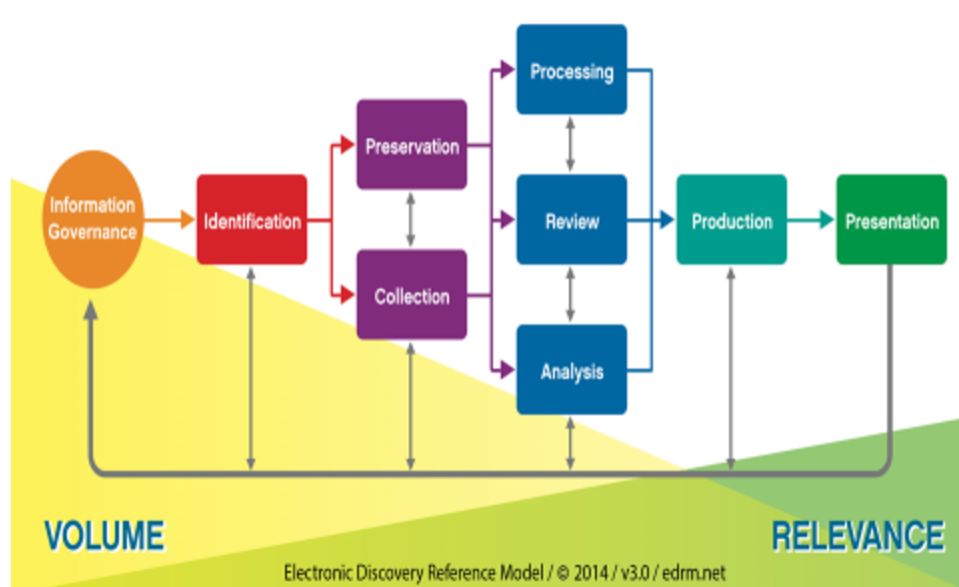 Processing
Preservation
Information
Governance
Identification
Review
Production
Presentation
Collection
Analysis
VOLUME
RELEVANCE
Electronic Discovery Reference Model / © 2014 / v3.0 / edrm.net